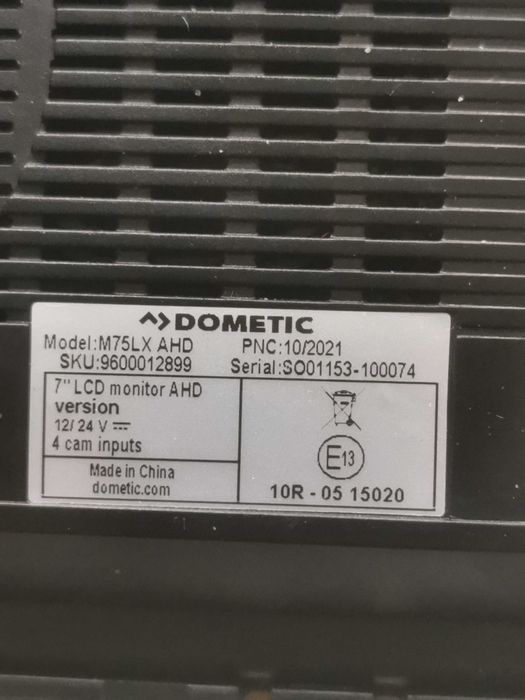 DOMETIC
Model:M75LX AHD PNC:10/2021
SKU:9600012899 Serial:SO01153-100074
7" LCD monitor AHD
version
12/ 24 V
4 cam inputs
Made in China
dometic.com
E13
10R - 05 15020